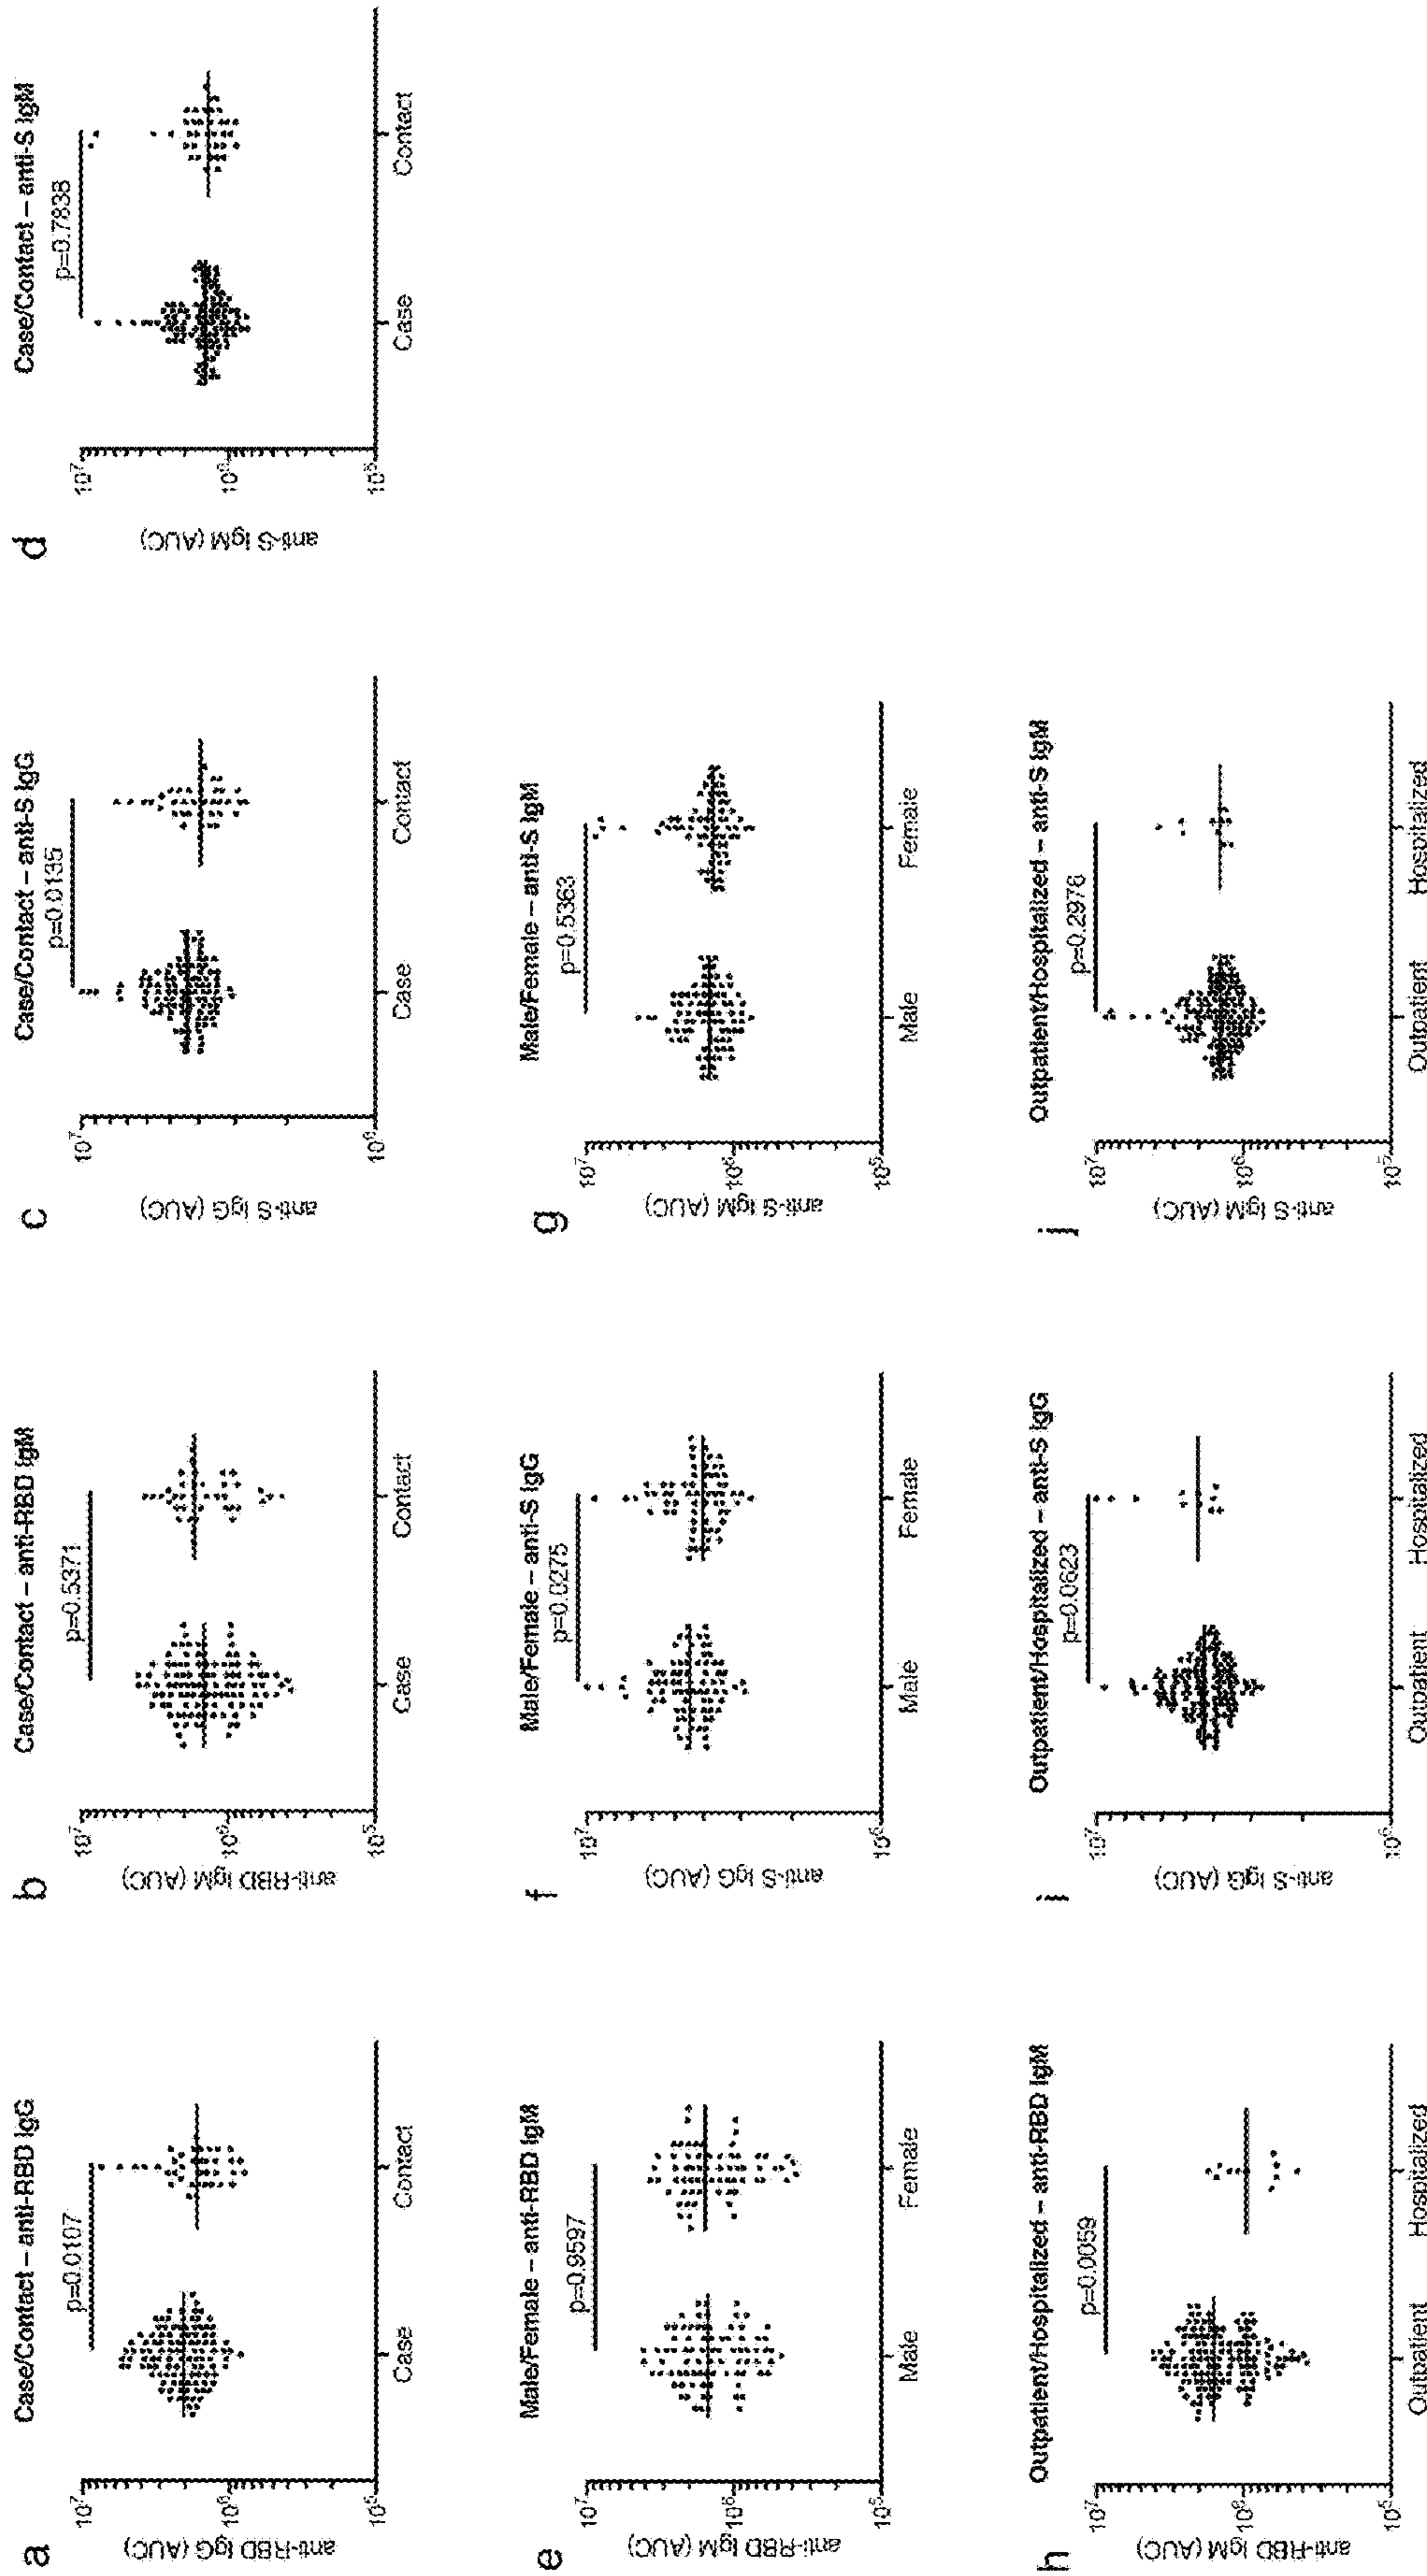 a
Case/Contact – anti-RBD IgG
p=0.0107
10⁷
10⁶
10⁵
anti-RBD IgG (AUC)
Case
Contact
b
Case/Contact – anti-RBD IgM
p=0.5371
10⁷
10⁶
10⁵
anti-RBD IgM (AUC)
Case
Contact
c
Case/Contact – anti-S IgG
p=0.0135
10⁷
10⁶
anti-S IgG (AUC)
Case
Contact
d
Case/Contact – anti-S IgM
p=0.7838
10⁷
10⁶
10⁵
anti-S IgM (AUC)
Case
Contact
e
Male/Female – anti-RBD IgM
p=0.9597
10⁷
10⁶
10⁵
anti-RBD IgM (AUC)
Male
Female
f
Male/Female – anti-S IgG
p=0.0275
10⁷
10⁶
anti-S IgG (AUC)
Male
Female
g
Male/Female – anti-S IgM
p=0.5363
10⁷
10⁶
10⁵
anti-S IgM (AUC)
Male
Female
h
Outpatient/Hospitalized – anti-RBD IgM
p=0.0059
10⁷
10⁶
10⁵
anti-RBD IgM (AUC)
Outpatient
Hospitalized
i
Outpatient/Hospitalized – anti-S IgG
p=0.0623
10⁷
10⁶
anti-S IgG (AUC)
Outpatient
Hospitalized
j
Outpatient/Hospitalized – anti-S IgM
p=0.2976
10⁷
10⁶
10⁵
anti-S IgM (AUC)
Outpatient
Hospitalized